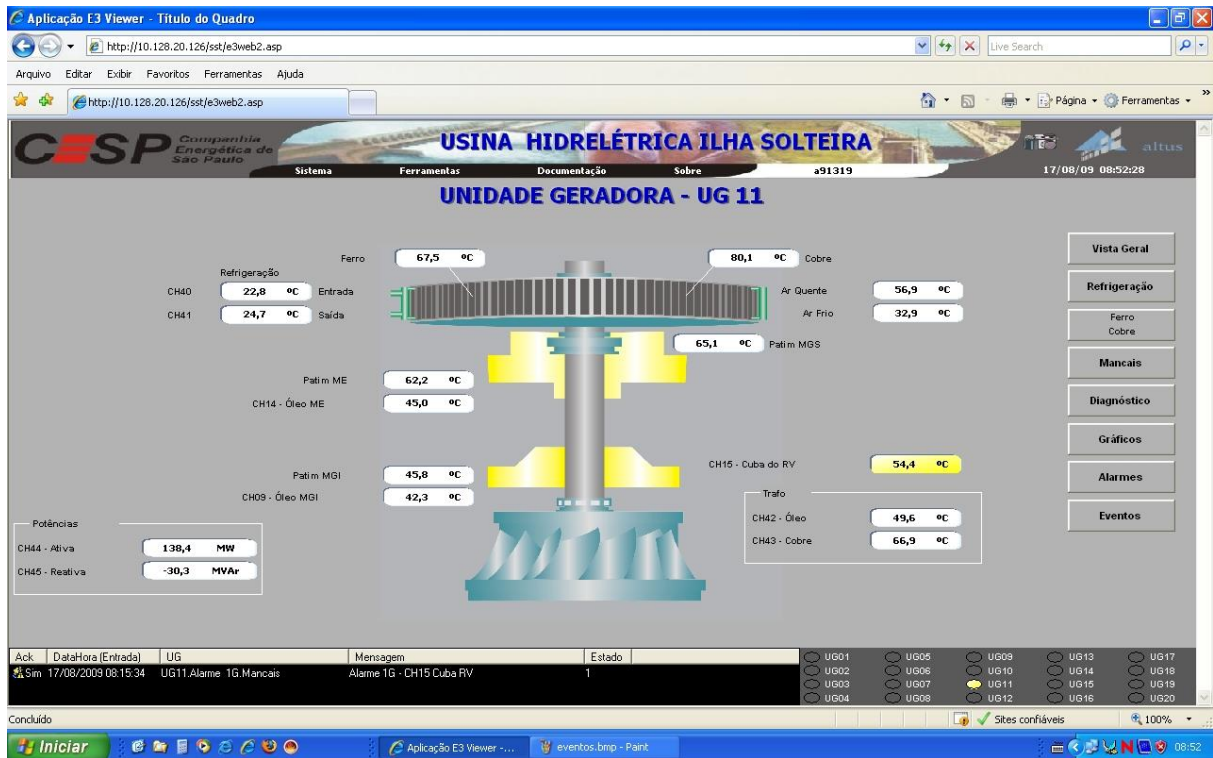 Aplicação E3 Viewer - Título do Quadro
http://10.128.20.126/sst/e3web2.asp
Live Search
Arquivo Editar Exibir Favoritos Ferramentas Ajuda
http://10.128.20.126/sst/e3web2.asp
Página Ferramentas
CESP Companhia Energética de São Paulo
USINA HIDRELÉTRICA ILHA SOLTEIRA
altus
Sistema Ferramentas Documentação Sobre a91319 17/08/09 08:52:28
UNIDADE GERADORA - UG 11
Vista Geral
Ferro 67,5 ºC
80,1 ºC Cobre
Refrigeração
CH40 22,8 ºC Entrada
Ar Quente 56,9 ºC
Refrigeração
CH41 24,7 ºC Saída
Ar Frio 32,9 ºC
Ferro
Cobre
65,1 ºC Patim MGS
Mancais
Patim ME 62,2 ºC
CH14 - Óleo ME 45,0 ºC
Diagnóstico
Gráficos
CH15 - Cuba do RV 54,4 ºC
Patim MGI 45,8 ºC
Alarmes
CH09 - Óleo MGI 42,3 ºC
Trafo
CH42 - Óleo 49,6 ºC
Eventos
CH43 - Cobre 66,9 ºC
Potências
CH44 - Ativa 138,4 MW
CH45 - Reativa -30,3 MVAr
Ack DataHora (Entrada) UG Mensagem Estado
Sim 17/08/2009 08:15:34 UG11.Alarme 1G.Mancais Alarme 1G - CH15 Cuba RV 1
UG01 UG05 UG09 UG13 UG17
UG02 UG06 UG10 UG14 UG18
UG03 UG07 UG11 UG15 UG19
UG04 UG08 UG12 UG16 UG20
Concluído Sites confiáveis 100%
Iniciar Aplicação E3 Viewer -... eventos.bmp - Paint 08:52